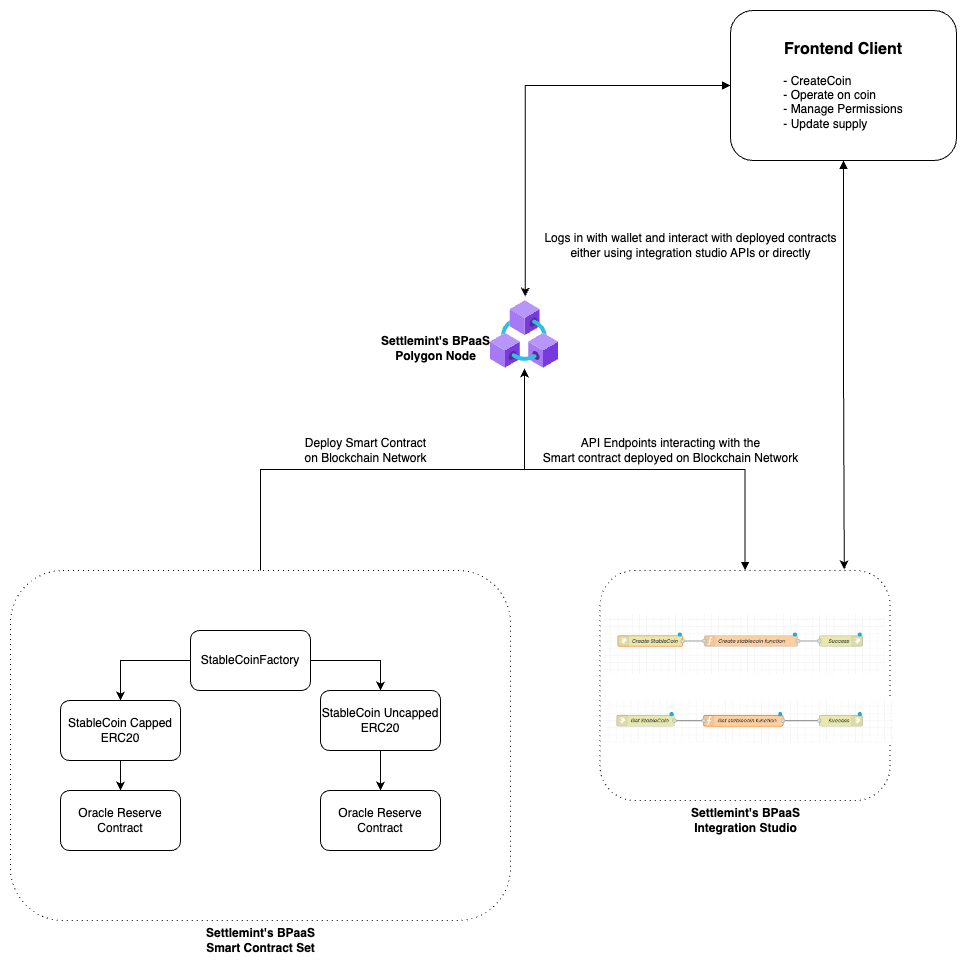 Frontend Client
- CreateCoin
- Operate on coin
- Manage Permissions
- Update supply
Logs in with wallet and interact with deployed contracts
either using integration studio APIs or directly
Settlemint's BPaaS
Polygon Node
Deploy Smart Contract
on Blockchain Network
API Endpoints interacting with the
Smart contract deployed on Blockchain Network
StableCoinFactory
StableCoin Capped
ERC20
StableCoin Uncapped
ERC20
Oracle Reserve
Contract
Oracle Reserve
Contract
Create StableCoin
Create stablecoin function
Success
Get StableCoin
Get stablecoin function
Success
Settlemint's BPaaS
Integration Studio
Settlemint's BPaaS
Smart Contract Set